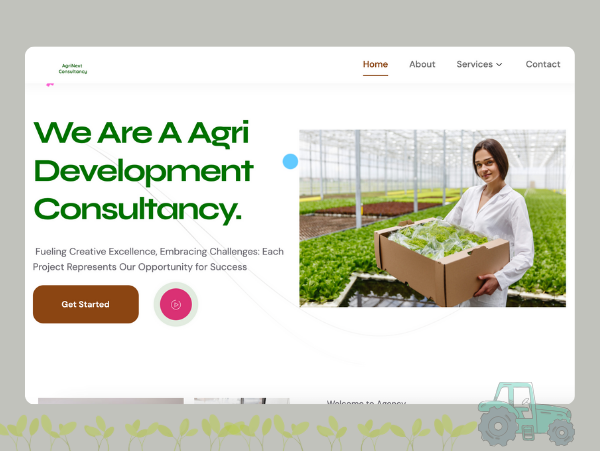 AgriNext
Consultancy
Home About Services Contact
We Are A Agri
Development
Consultancy.
Fueling Creative Excellence, Embracing Challenges: Each
Project Represents Our Opportunity for Success
Get Started
Welcome to Agency